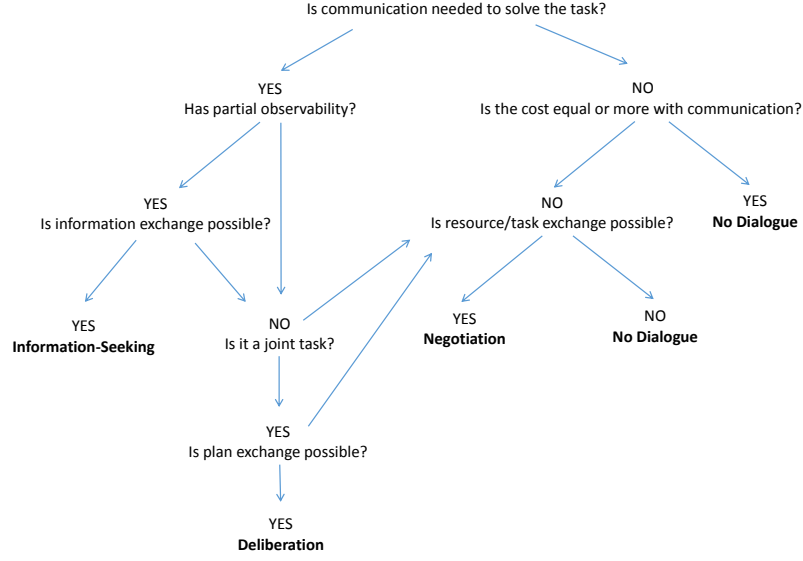 Is communication needed to solve the task?
YES
Has partial observability?
NO
Is the cost equal or more with communication?
YES
Is information exchange possible?
NO
Is resource/task exchange possible?
YES
No Dialogue
YES
Information-Seeking
NO
Is it a joint task?
YES
Negotiation
NO
No Dialogue
YES
Is plan exchange possible?
YES
Deliberation